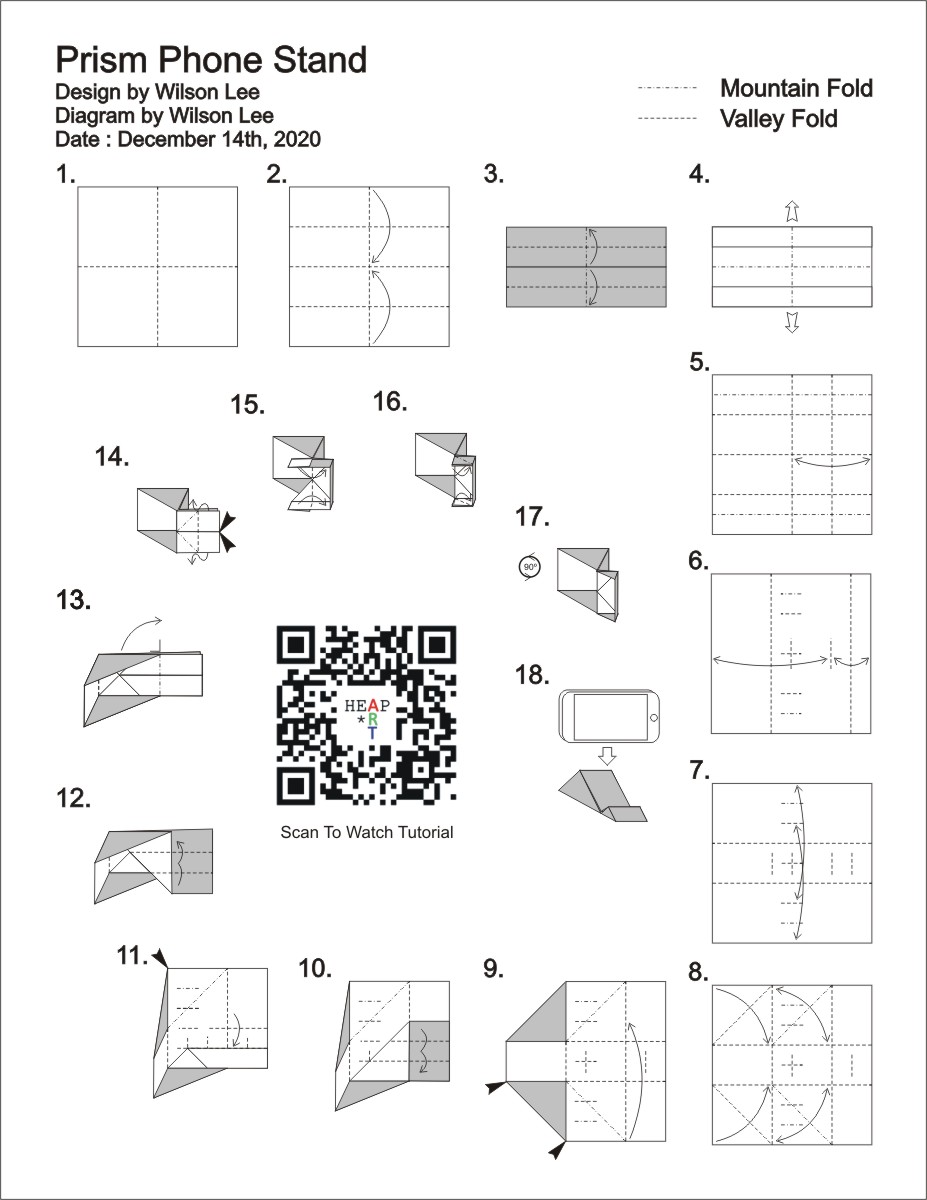 Prism Phone Stand
Design by Wilson Lee
Diagram by Wilson Lee
Date : December 14th, 2020
Mountain Fold
Valley Fold
1.
2.
3.
4.
5.
6.
7.
8.
9.
10.
11.
12.
13.
14.
15.
16.
17.
90°
18.
HEAP
*R
T
Scan To Watch Tutorial